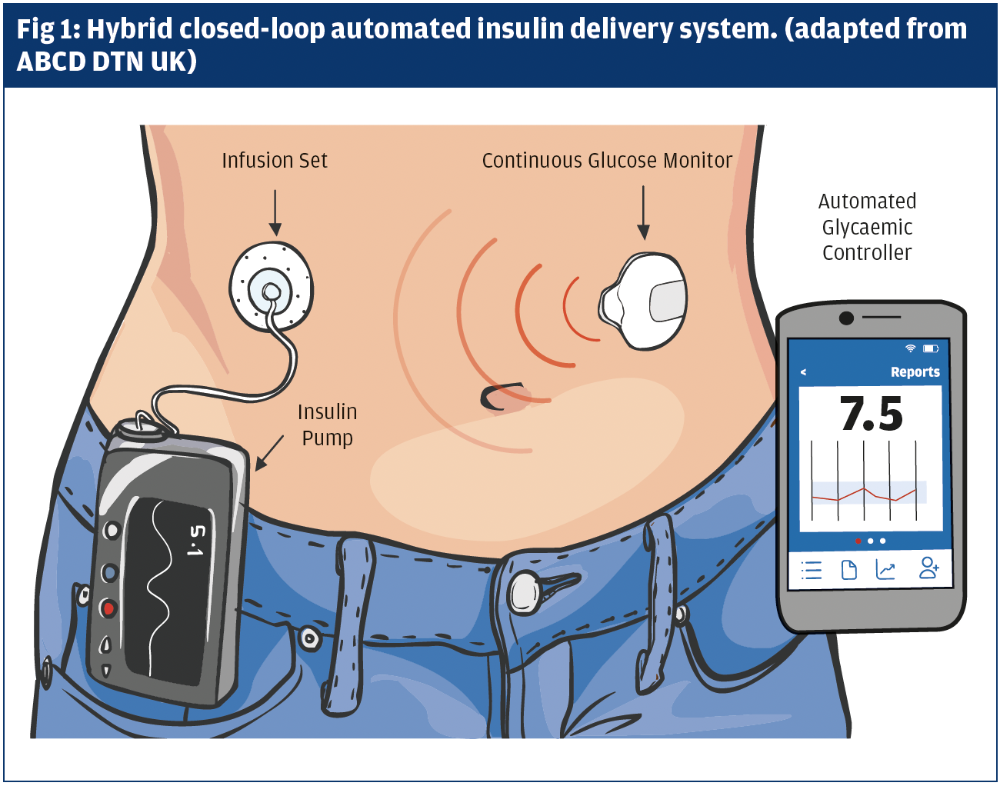 Fig 1: Hybrid closed-loop automated insulin delivery system. (adapted from
ABCD DTN UK)
Infusion Set
Continuous Glucose Monitor
Automated
Glycaemic
Controller
Insulin
Pump
<
Reports
7.5
5.1